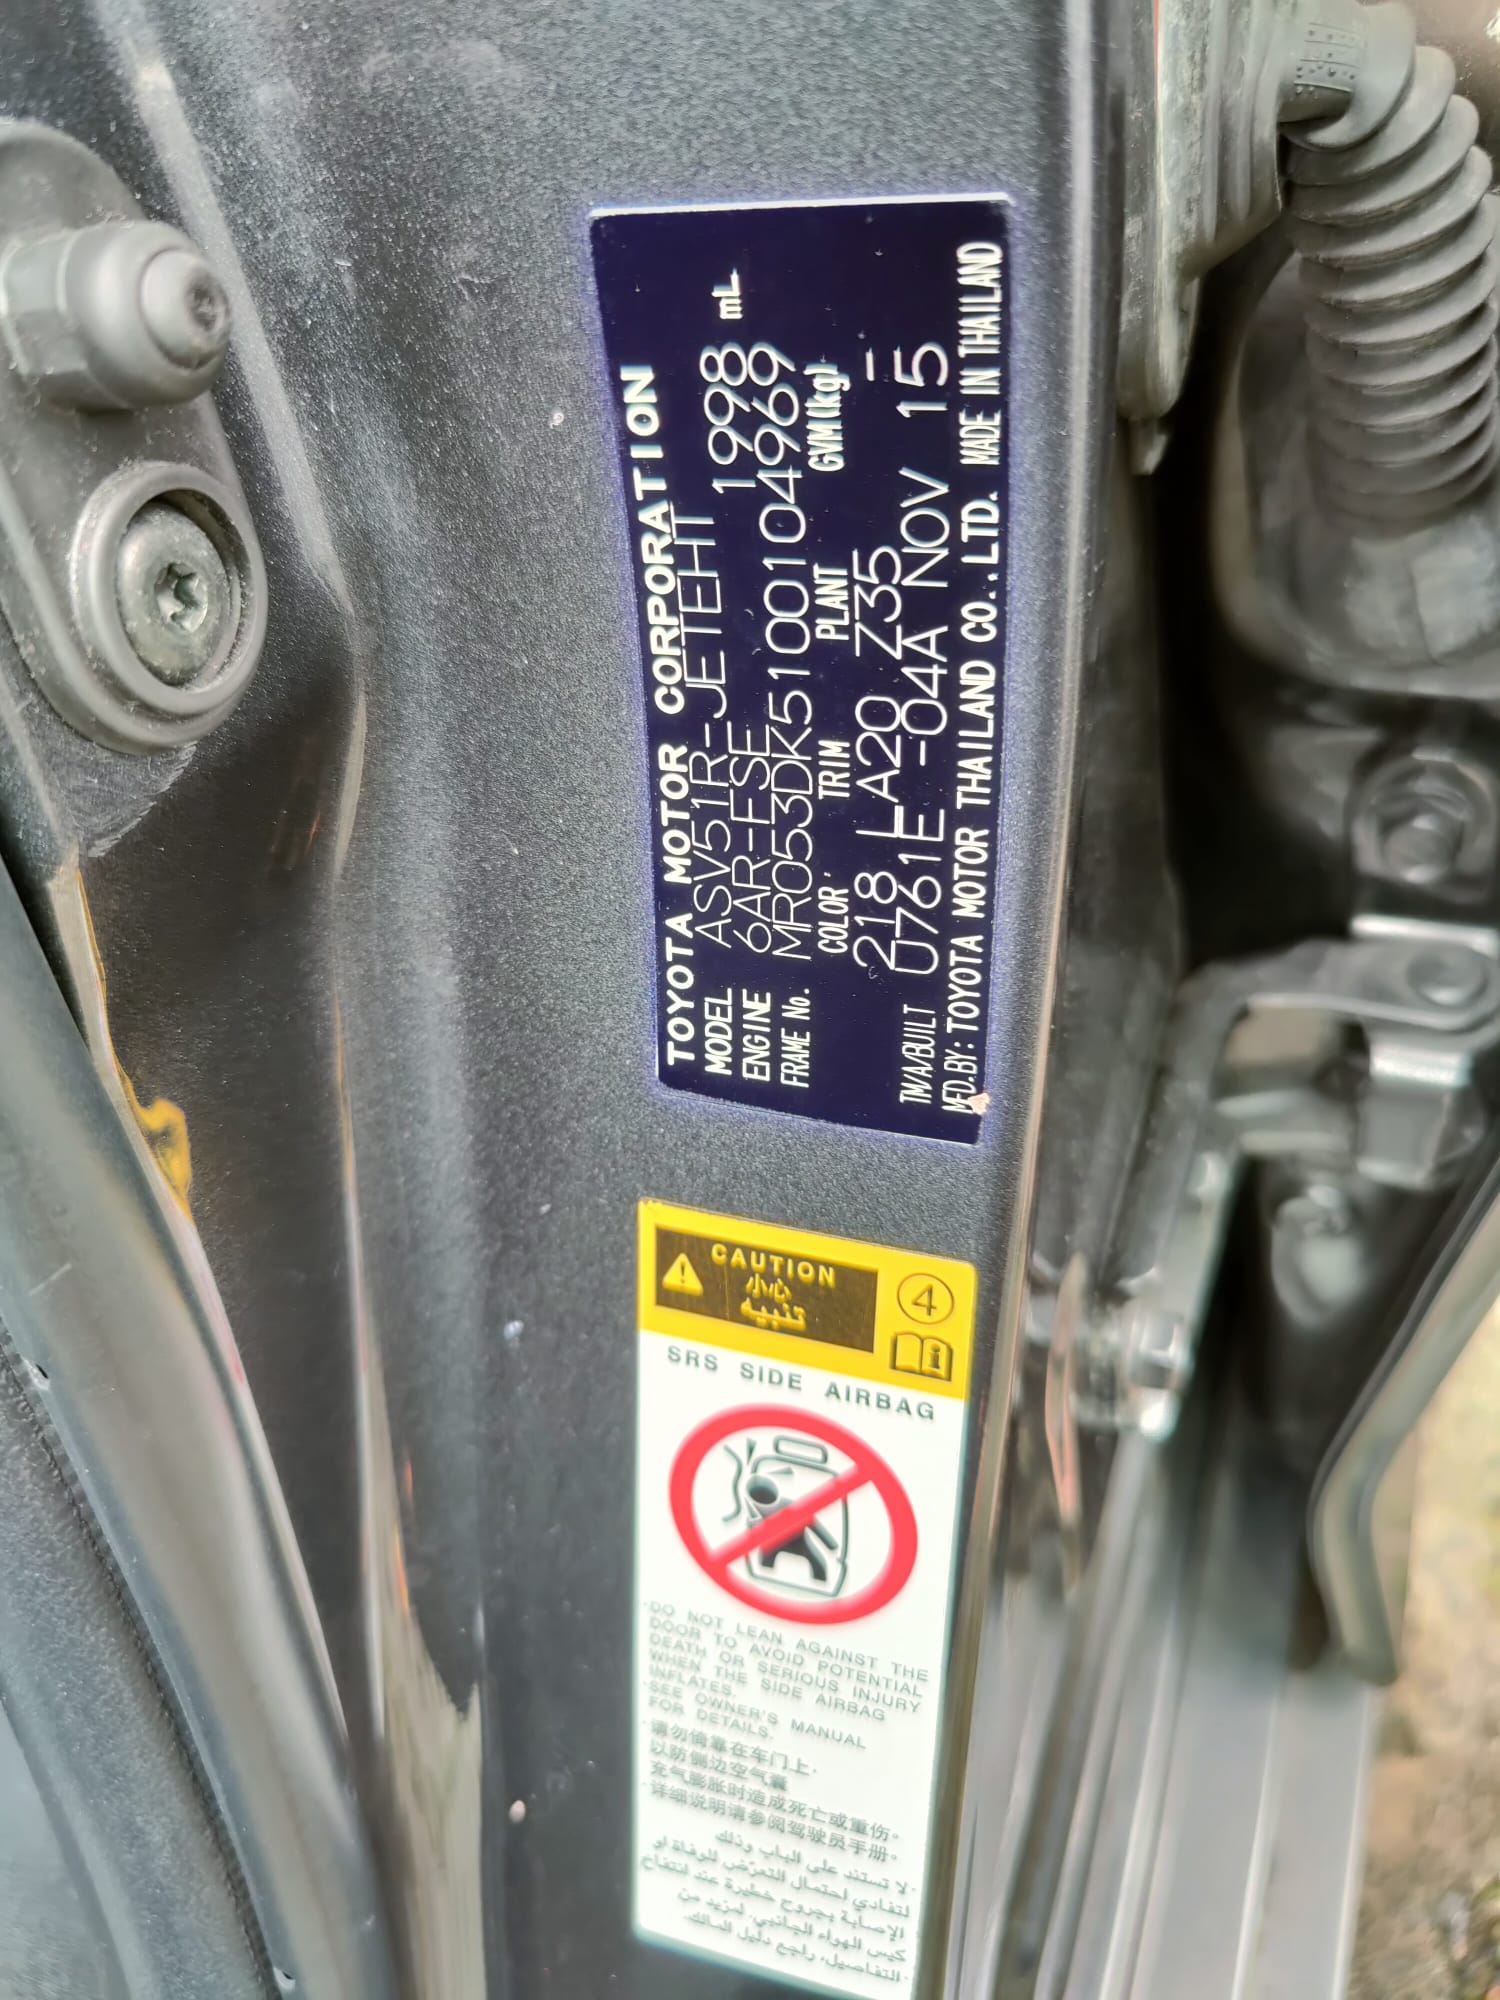 TOYOTA MOTOR CORPORATION
MODEL ASV51R-JETEHT 1998 mL
ENGINE 6AR-FSE
FRAME No. MR053DK5100104969
COLOR TRIM PLANT GVM(kg)
218 LA20 Z35 —
TM/A/BUILT 0761E -04A NOV 15
MFD.BY: TOYOTA MOTOR THAILAND CO.,LTD. MADE IN THAILAND
CAUTION
小心
تنبيه
4
SRS SIDE AIRBAG
·DO NOT LEAN AGAINST THE
DOOR TO AVOID POTENTIAL
DEATH OR SERIOUS INJURY
WHEN THE SIDE AIRBAG
INFLATES.
·SEE OWNER'S MANUAL
FOR DETAILS.
·请勿倚靠在车门上,
以防侧边空气囊
充气膨胀时造成死亡或重伤。
·详细说明请参阅驾驶员手册。
·لا تستند على الباب وذلك
لتفادي احتمال التعرّض للوفاة او
الإصابة بجروح خطيرة عند انتفاخ
كيس الهواء الجانبي. لمزيد من
التفاصيل، راجع دليل المالك.